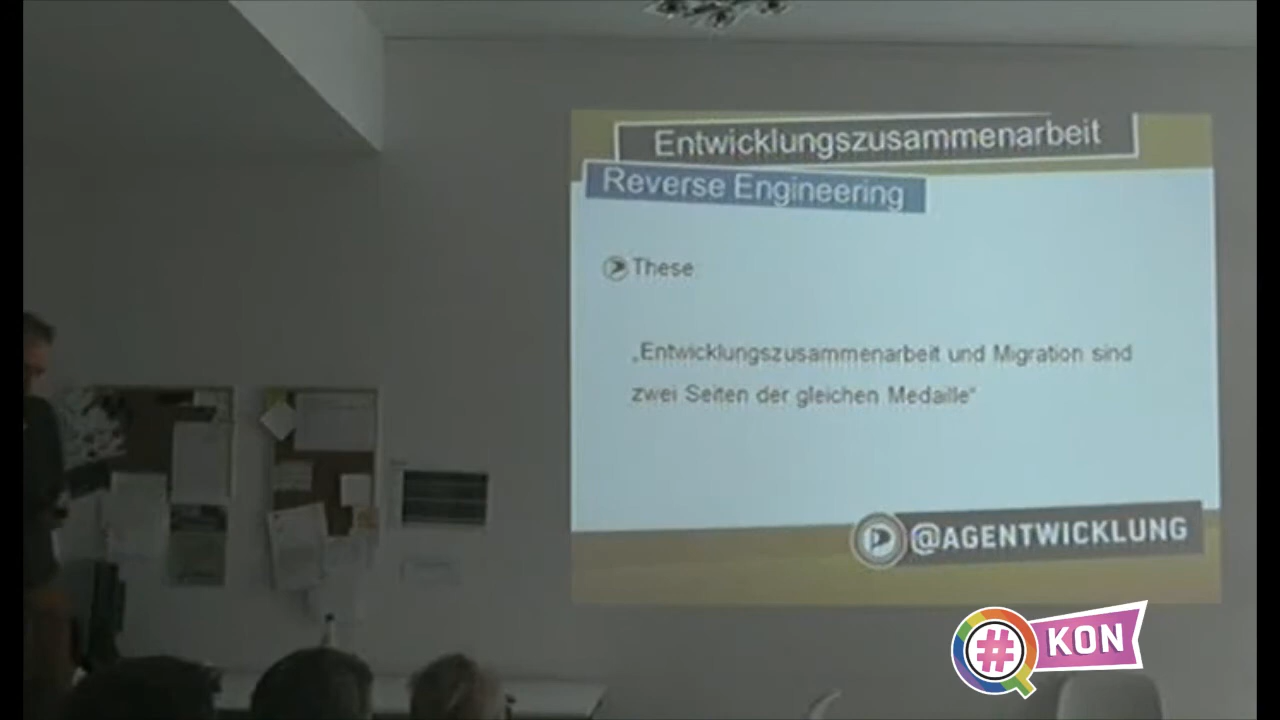 Entwicklungszusammenarbeit
Reverse Engineering
These:
„Entwicklungszusammenarbeit und Migration sind
zwei Seiten der gleichen Medaille“
@AGENTWICKLUNG
# KON